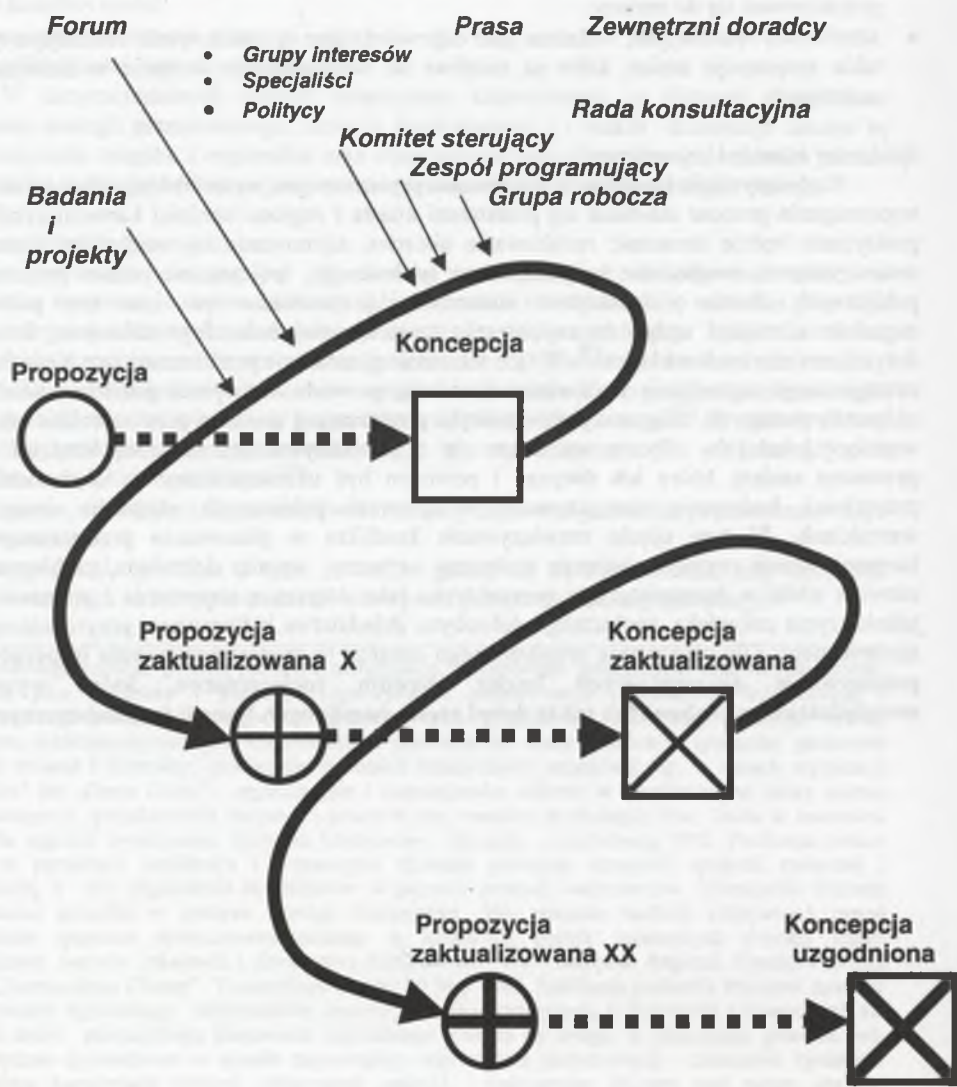 Forum
Prasa
Zewnętrzni doradcy
• Grupy interesów
• Specjaliści
• Politycy
Rada konsultacyjna
Komitet sterujący
Zespół programujący
Grupa robocza
Badania
i
projekty
Koncepcja
Propozycja
Propozycja
zaktualizowana X
Koncepcja
zaktualizowana
Propozycja
zaktualizowana XX
Koncepcja
uzgodniona